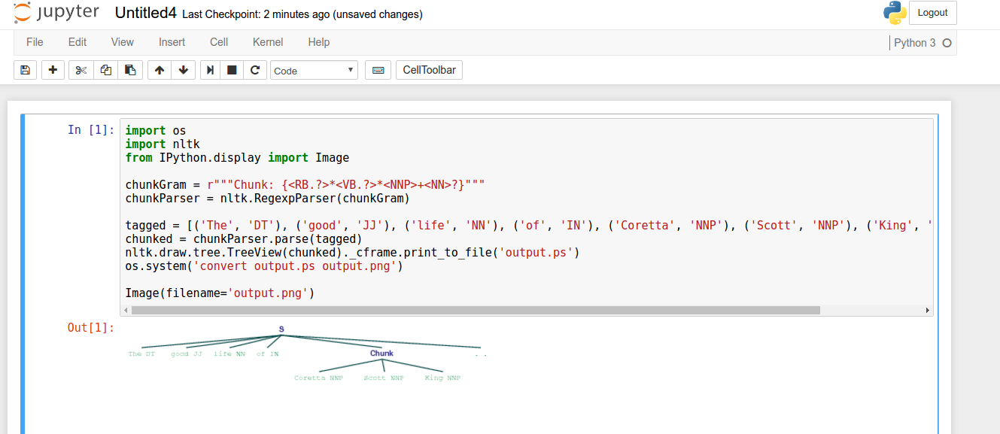 jupyter Untitled4 Last Checkpoint: 2 minutes ago (unsaved changes) Logout
File Edit View Insert Cell Kernel Help Python 3
Code CellToolbar
In [1]: import os
import nltk
from IPython.display import Image
chunkGram = r"""Chunk: {<RB.?>*<VB.?>*<NNP>+<NN>?}"""
chunkParser = nltk.RegexpParser(chunkGram)
tagged = [('The', 'DT'), ('good', 'JJ'), ('life', 'NN'), ('of', 'IN'), ('Coretta', 'NNP'), ('Scott', 'NNP'), ('King', '
chunked = chunkParser.parse(tagged)
nltk.draw.tree.TreeView(chunked)._cframe.print_to_file('output.ps')
os.system('convert output.ps output.png')
Image(filename='output.png')
Out[1]:
S
The DT good JJ life NN of IN Chunk . .
Coretta NNP Scott NNP King NNP